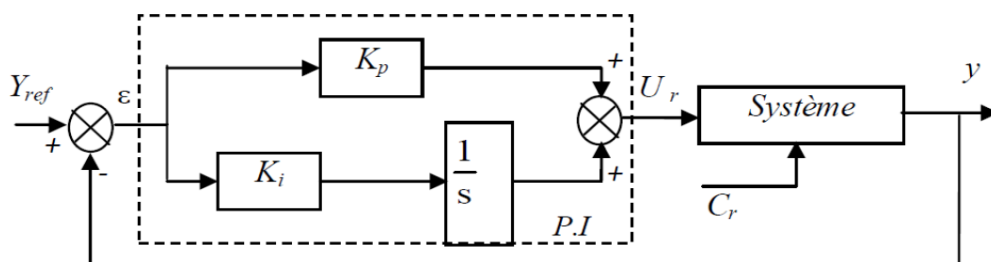 Y_ref
+
-
ε
K_p
K_i
1
s
+
+
P.I
U_r
Système
C_r
y